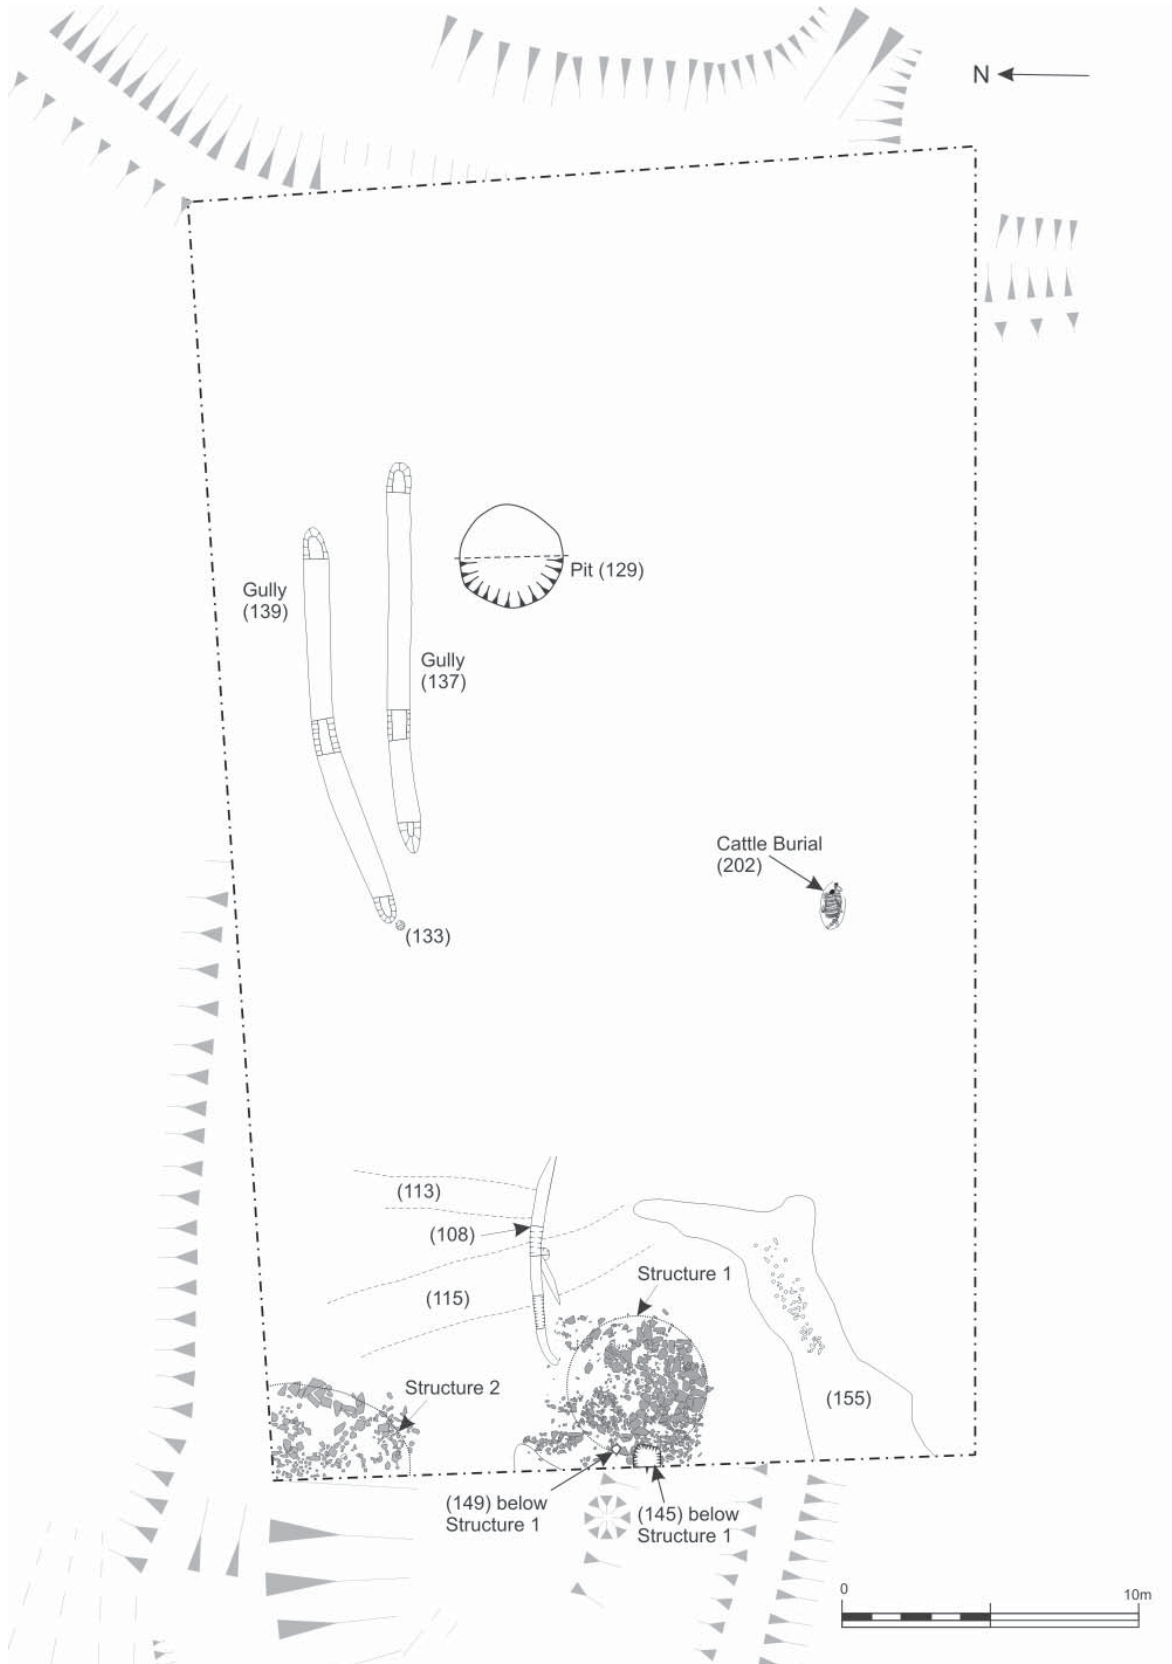 N
Pit (129)
Gully
(139)
Gully
(137)
Cattle Burial
(202)
(133)
(113)
(108)
Structure 1
(115)
Structure 2
(155)
(149) below
Structure 1
(145) below
Structure 1
0
10m